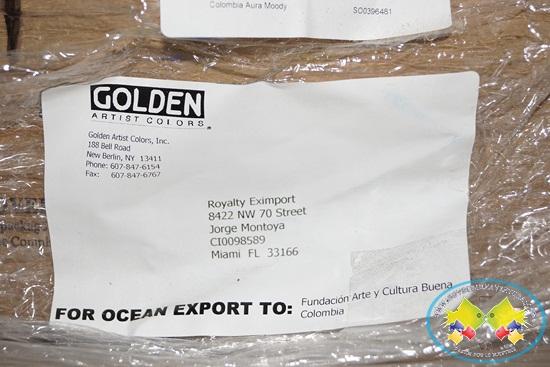 Colombia Aura Moody SO0396481
GOLDEN
ARTIST COLORS
Golden Artist Colors, Inc.
188 Bell Road
New Berlin, NY 13411
Phone: 607-847-6154
Fax: 607-847-6767
Royalty Eximport
8422 NW 70 Street
Jorge Montoya
CI0098589
Miami FL 33166
FOR OCEAN EXPORT TO: Fundación Arte y Cultura Buena
Colombia